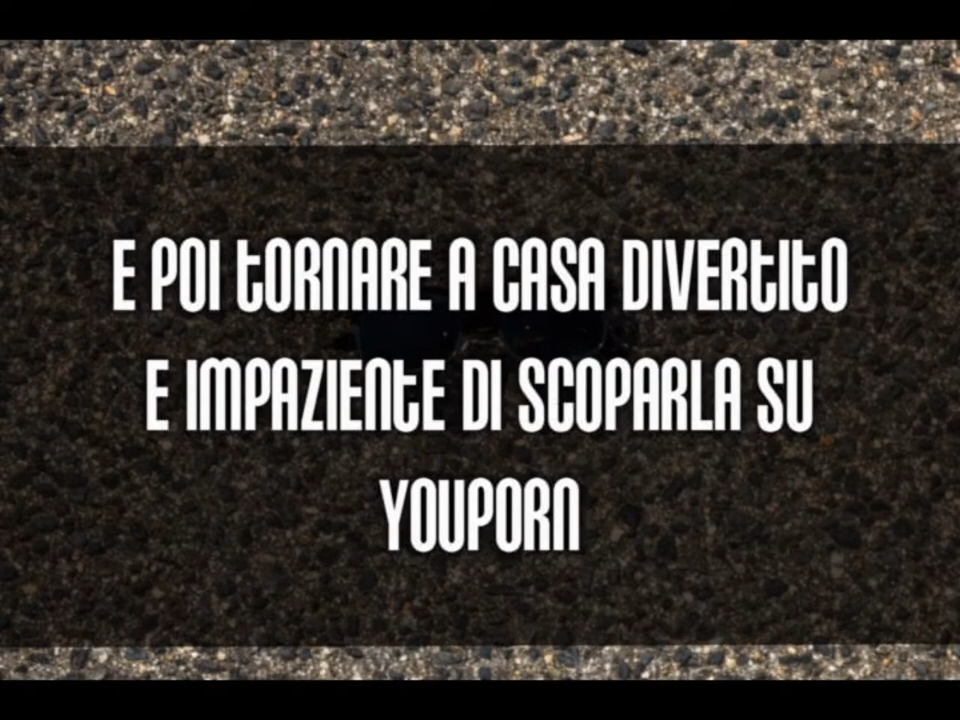 E POI tORNARE A CASA DIVERtItO
E IMPAZIENtE DI SCOPARLA SU
YOUPORn